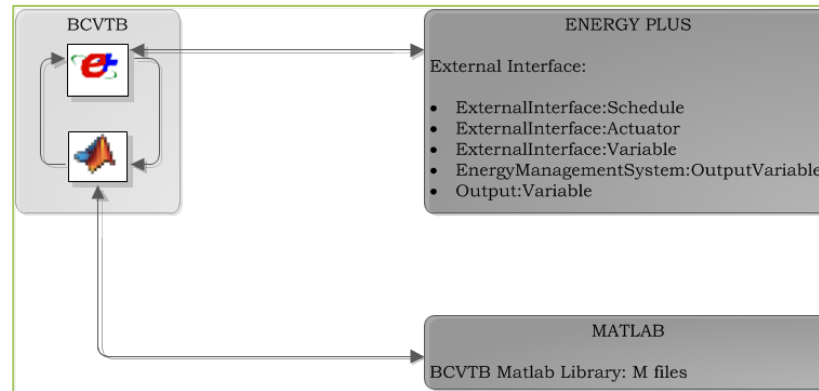 BCVTB
e+
ENERGY PLUS
External Interface:
• ExternalInterface:Schedule
• ExternalInterface:Actuator
• ExternalInterface:Variable
• EnergyManagementSystem:OutputVariable
• Output:Variable
MATLAB
BCVTB Matlab Library: M files